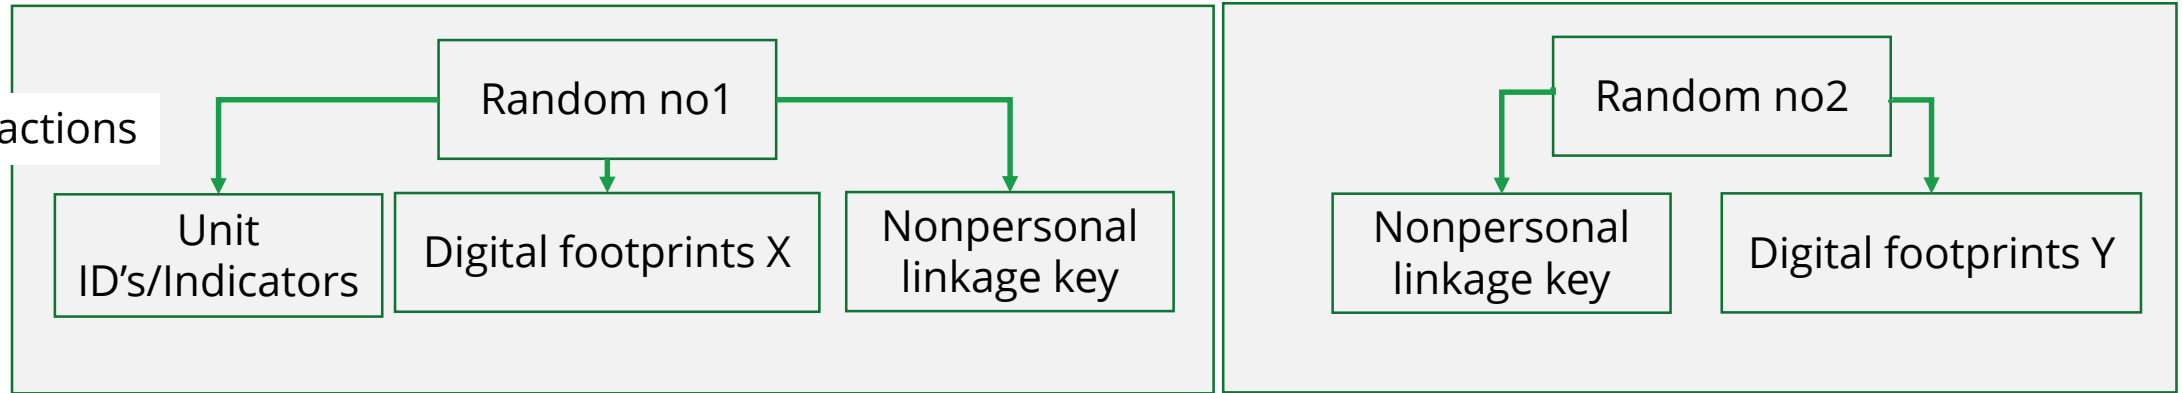 Random no1
actions
Unit
ID's/Indicators
Digital footprints X
Nonpersonal
linkage key
Random no2
Nonpersonal
linkage key
Digital footprints Y